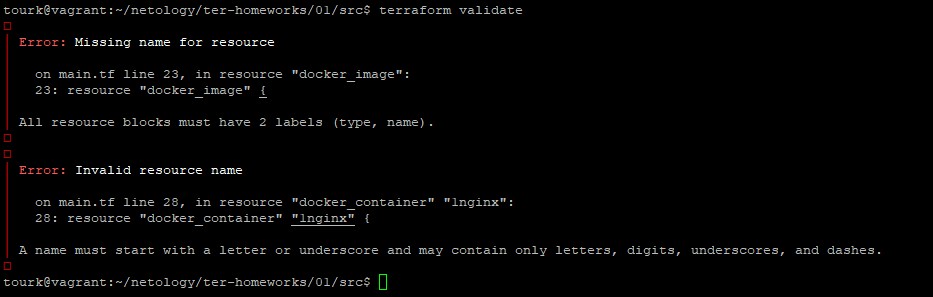 tourk@vagrant:~/netology/ter-homeworks/01/src$ terraform validate
Error: Missing name for resource
on main.tf line 23, in resource "docker_image":
23: resource "docker_image" {
All resource blocks must have 2 labels (type, name).
Error: Invalid resource name
on main.tf line 28, in resource "docker_container" "1nginx":
28: resource "docker_container" "1nginx" {
A name must start with a letter or underscore and may contain only letters, digits, underscores, and dashes.
tourk@vagrant:~/netology/ter-homeworks/01/src$